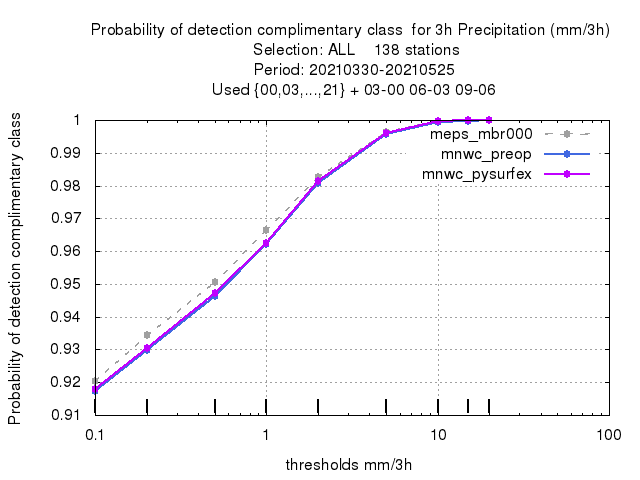 Probability of detection complimentary class  for 3h Precipitation (mm/3h)
Selection: ALL    138 stations
Period: 20210330-20210525
Used {00,03,...,21} + 03-00 06-03 09-06
Probability of detection complimentary class
1
0.99
0.98
0.97
0.96
0.95
0.94
0.93
0.92
0.91
meps_mbr000
mnwc_preop
mnwc_pysurfex
0.1
1
10
100
thresholds mm/3h